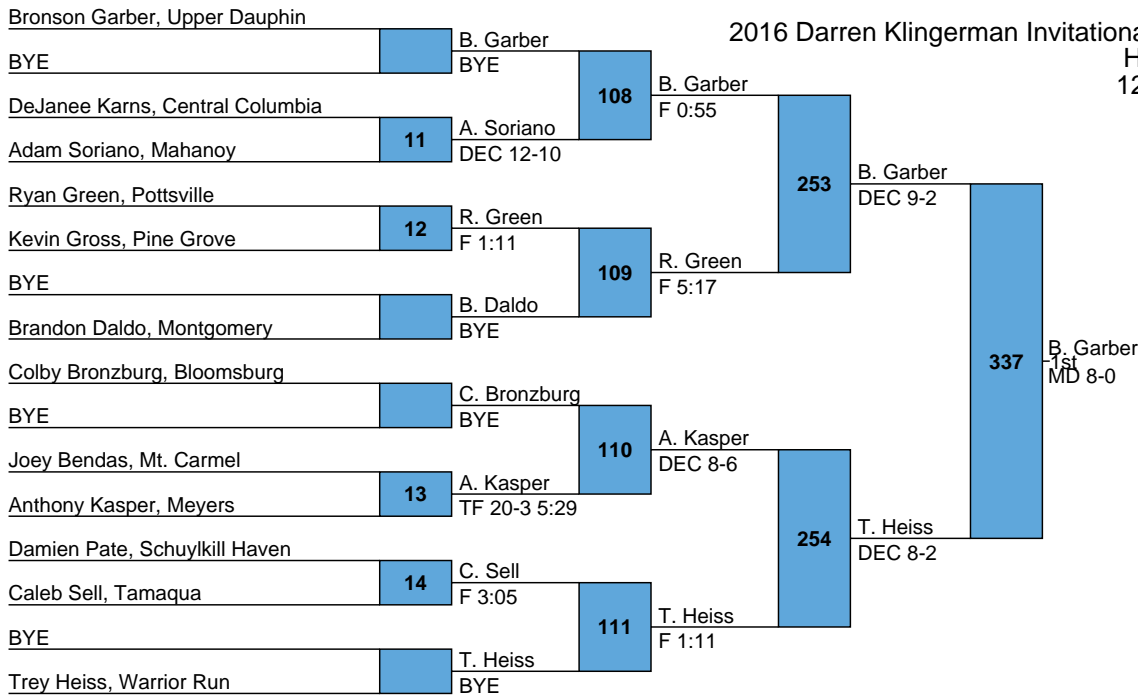 2016 Darren Klingerman Invitationa
H
12
Bronson Garber, Upper Dauphin
BYE
DeJanee Karns, Central Columbia
11
Adam Soriano, Mahanoy
Ryan Green, Pottsville
12
Kevin Gross, Pine Grove
BYE
Brandon Daldo, Montgomery
Colby Bronzburg, Bloomsburg
BYE
Joey Bendas, Mt. Carmel
13
Anthony Kasper, Meyers
Damien Pate, Schuylkill Haven
14
Caleb Sell, Tamaqua
BYE
Trey Heiss, Warrior Run
B. Garber
BYE
108
A. Soriano
DEC 12-10
R. Green
F 1:11
109
B. Daldo
BYE
C. Bronzburg
BYE
110
A. Kasper
TF 20-3 5:29
C. Sell
F 3:05
111
T. Heiss
BYE
B. Garber
F 0:55
253
R. Green
F 5:17
A. Kasper
DEC 8-6
254
T. Heiss
F 1:11
B. Garber
DEC 9-2
337
T. Heiss
DEC 8-2
B. Garber
1st
MD 8-0